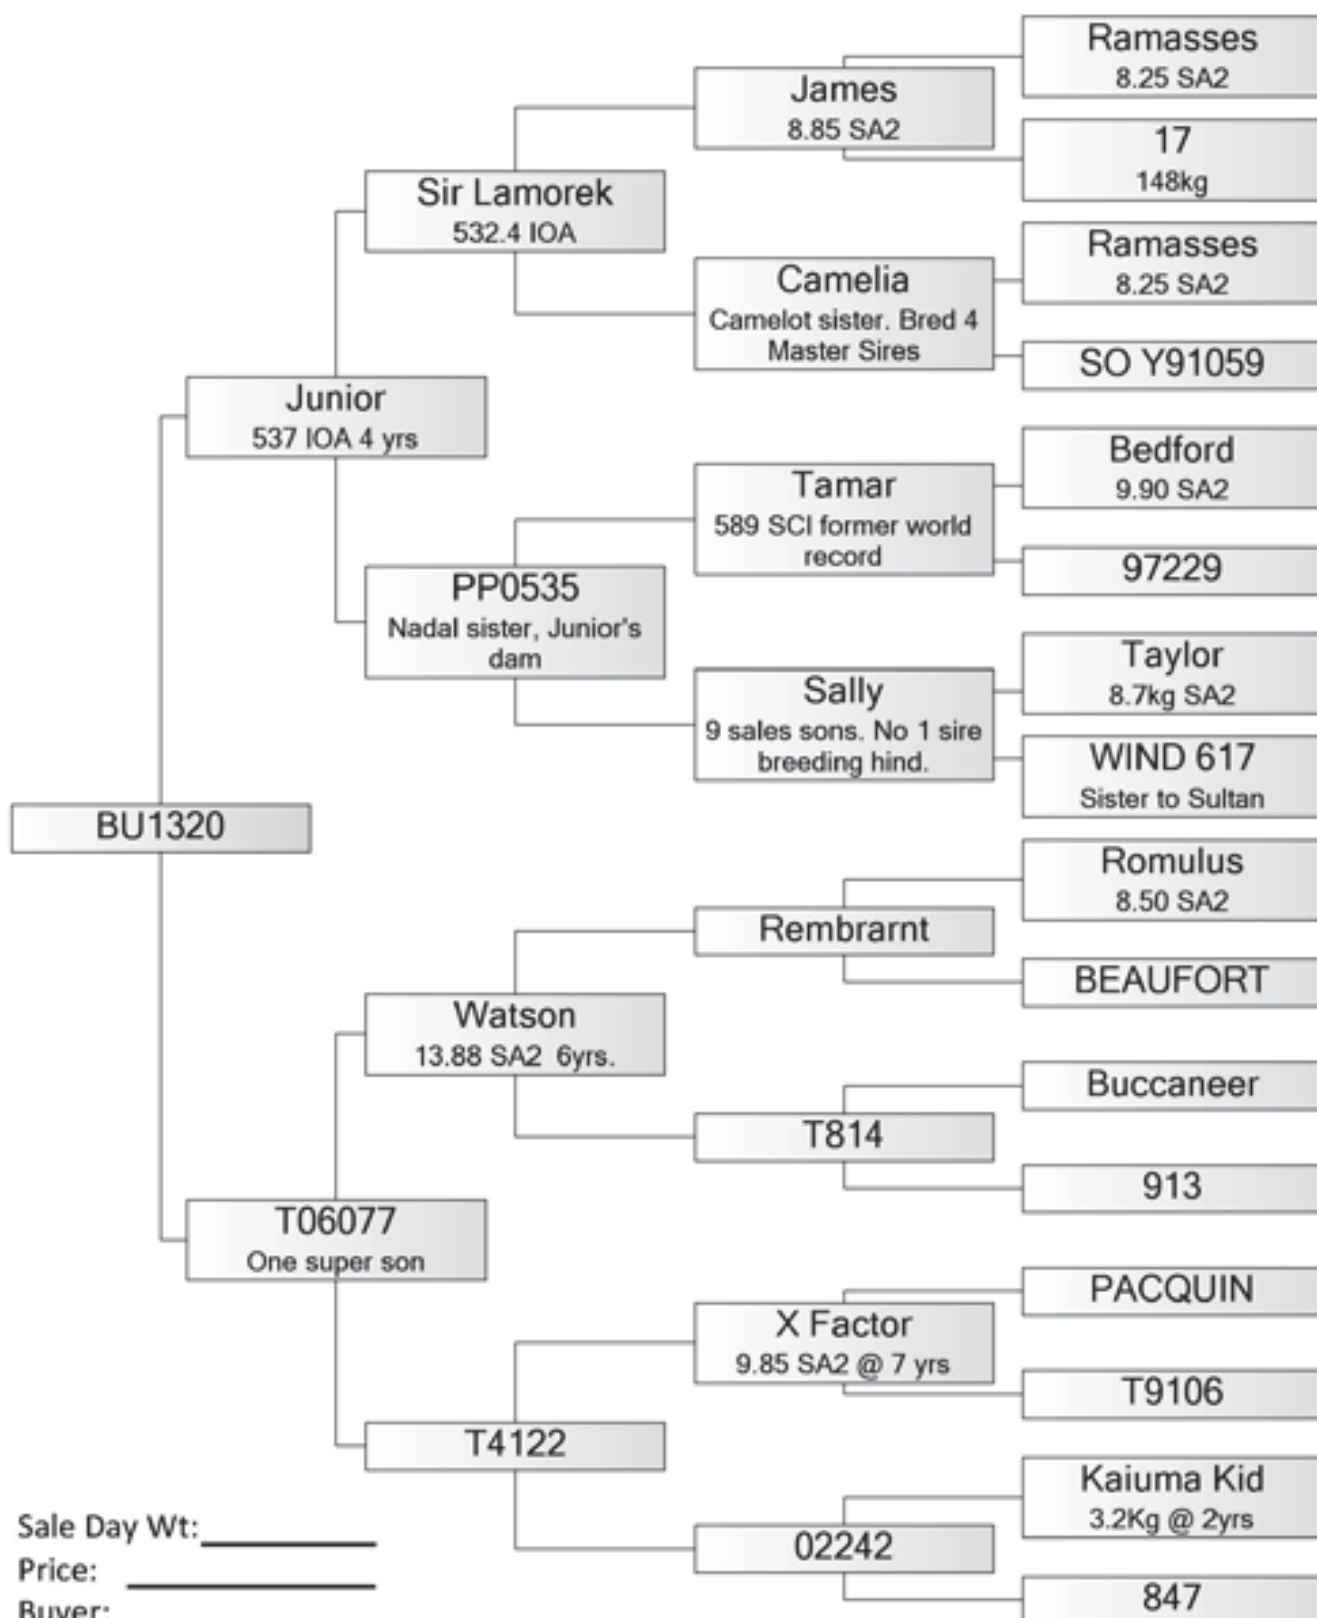 Ramasses
8.25 SA2
James
8.85 SA2
17
148kg
Sir Lamorek
532.4 IOA
Ramasses
8.25 SA2
Camelia
Camelot sister. Bred 4
Master Sires
SO Y91059
Junior
537 IOA 4 yrs
Bedford
9.90 SA2
Tamar
589 SCI former world
record
97229
PP0535
Nadal sister, Junior's
dam
Taylor
8.7kg SA2
Sally
9 sales sons. No 1 sire
breeding hind.
WIND 617
Sister to Sultan
BU1320
Romulus
8.50 SA2
Rembrarnt
BEAUFORT
Watson
13.88 SA2 6yrs.
Buccaneer
T814
913
T06077
One super son
PACQUIN
X Factor
9.85 SA2 @ 7 yrs
T9106
T4122
Kaiuma Kid
3.2Kg @ 2yrs
02242
847
Sale Day Wt:
Price:
Buyer: